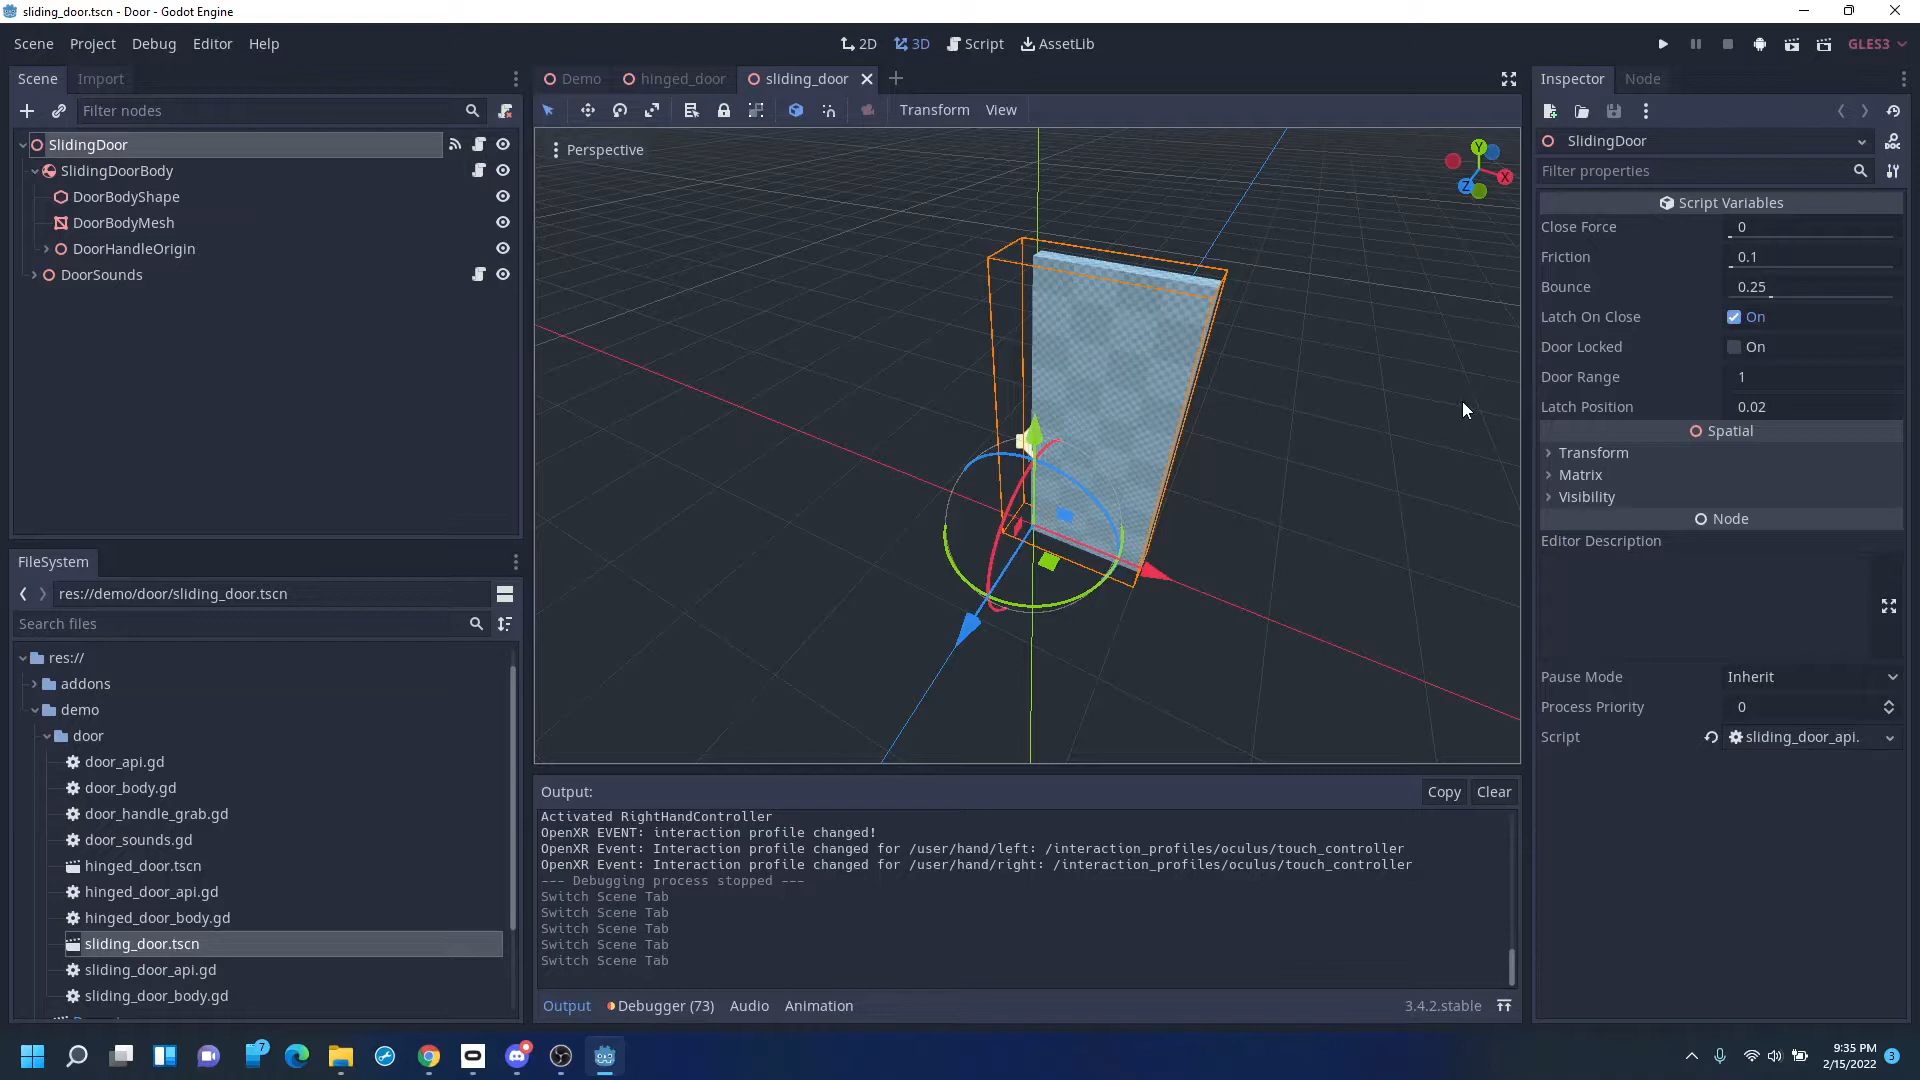 sliding_door.tscn - Door - Godot Engine
Scene Project Debug Editor Help
2D 3D Script AssetLib
GLES3
Scene Import
Filter nodes
SlidingDoor
SlidingDoorBody
DoorBodyShape
DoorBodyMesh
DoorHandleOrigin
DoorSounds
FileSystem
res://demo/door/sliding_door.tscn
Search files
res://
addons
demo
door
door_api.gd
door_body.gd
door_handle_grab.gd
door_sounds.gd
hinged_door.tscn
hinged_door_api.gd
hinged_door_body.gd
sliding_door.tscn
sliding_door_api.gd
sliding_door_body.gd
Demo hinged_door sliding_door
Transform View
Perspective
Y
X
Z
Output:
Copy Clear
Activated RightHandController
OpenXR EVENT: interaction profile changed!
OpenXR Event: Interaction profile changed for /user/hand/left: /interaction_profiles/oculus/touch_controller
OpenXR Event: Interaction profile changed for /user/hand/right: /interaction_profiles/oculus/touch_controller
--- Debugging process stopped ---
Switch Scene Tab
Switch Scene Tab
Switch Scene Tab
Switch Scene Tab
Switch Scene Tab
Output Debugger (73) Audio Animation
3.4.2.stable
Inspector Node
SlidingDoor
Filter properties
Script Variables
Close Force 0
Friction 0.1
Bounce 0.25
Latch On Close On
Door Locked On
Door Range 1
Latch Position 0.02
Spatial
Transform
Matrix
Visibility
Node
Editor Description
Pause Mode Inherit
Process Priority 0
Script sliding_door_api.
7
9:35 PM
2/15/2022
3